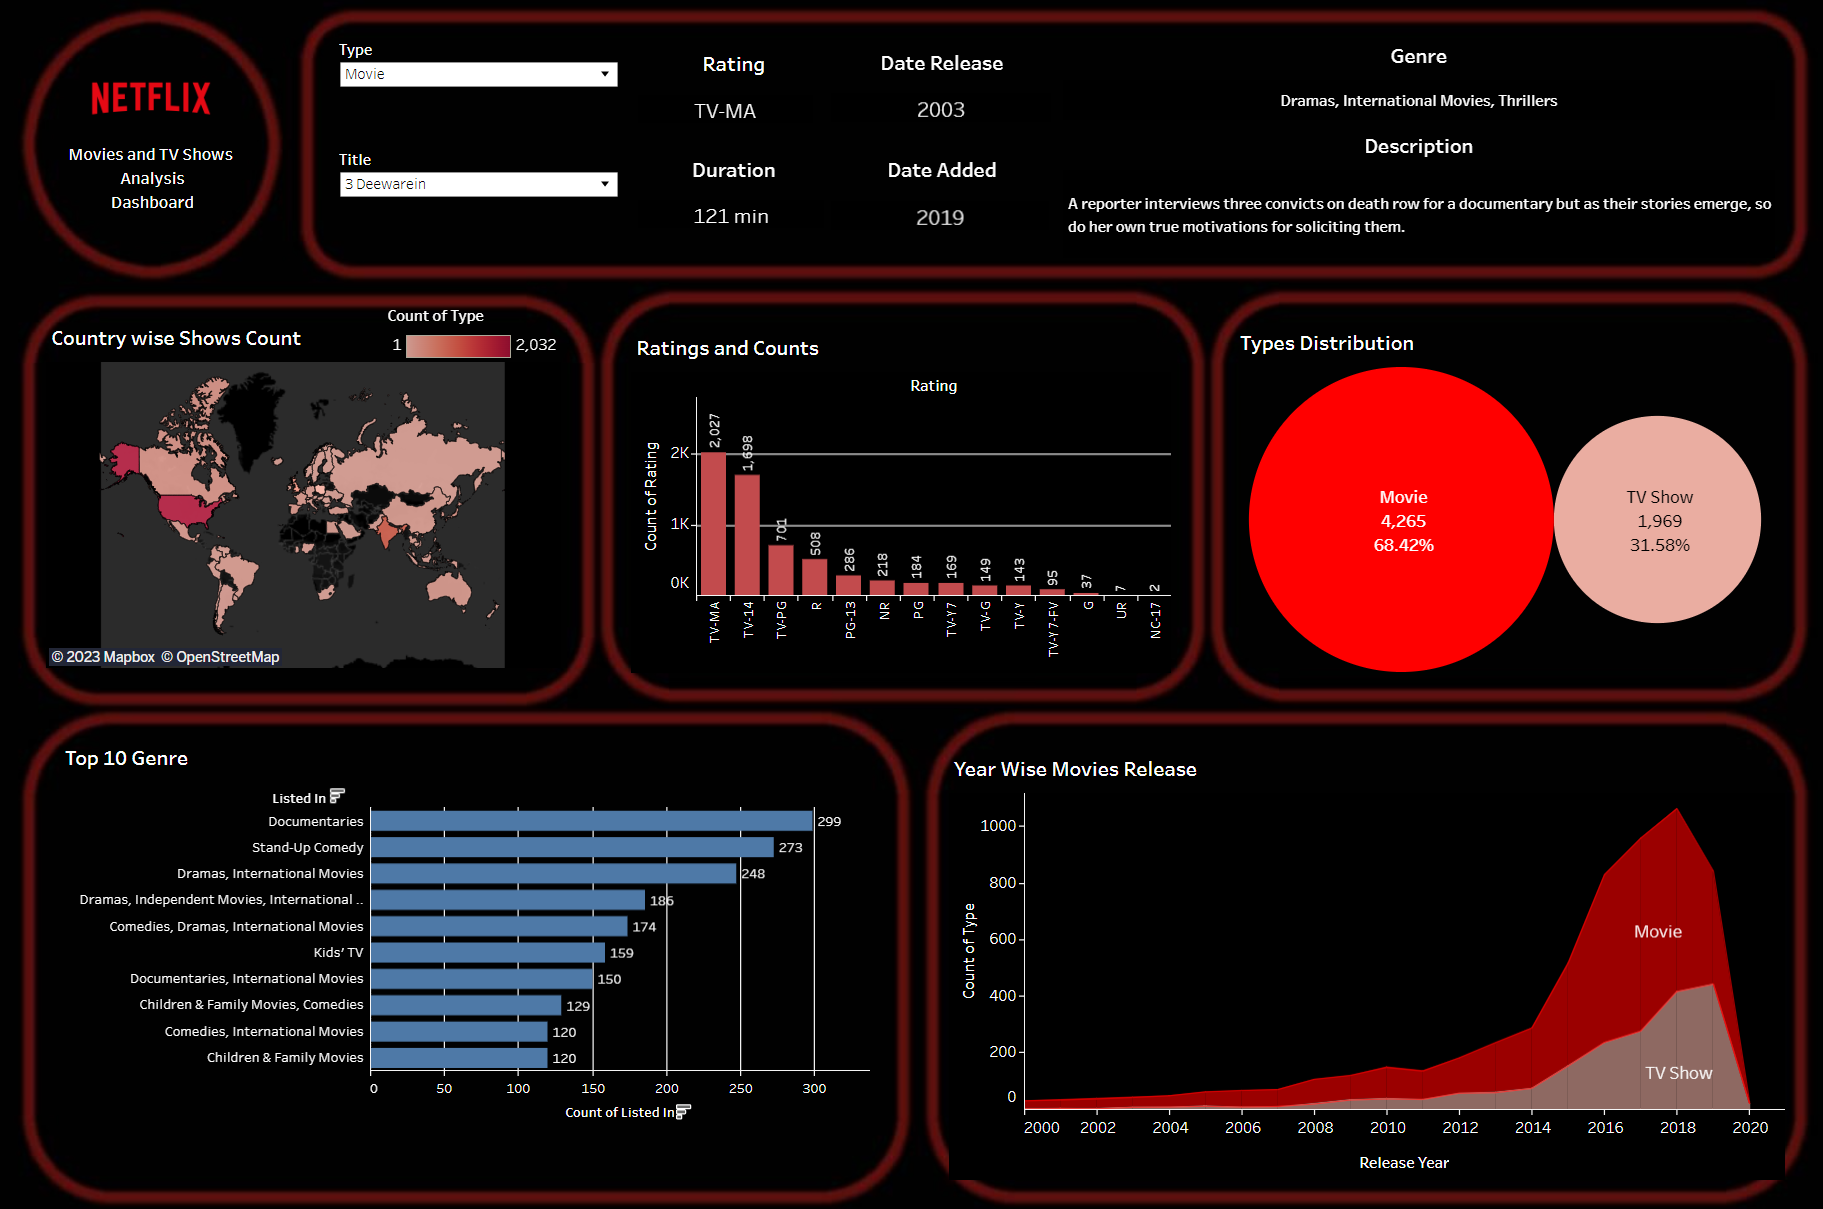 NETFLIX
Movies and TV Shows
Analysis
Dashboard
Type
Movie
Title
3 Deewarein
Rating
TV-MA
Duration
121 min
Date Release
2003
Date Added
2019
Genre
Dramas, International Movies, Thrillers
Description
A reporter interviews three convicts on death row for a documentary but as their stories emerge, so
do her own true motivations for soliciting them.
Country wise Shows Count
Count of Type
1
2,032
© 2023 Mapbox © OpenStreetMap
Ratings and Counts
Rating
Count of Rating
2K
1K
0K
2,027
1,698
701
508
286
218
184
169
149
143
95
37
7
2
TV-MA
TV-14
TV-PG
R
PG-13
NR
PG
TV-Y7
TV-G
TV-Y
TV-Y7-FV
G
UR
NC-17
Types Distribution
Movie
4,265
68.42%
TV Show
1,969
31.58%
Top 10 Genre
Listed In
Documentaries 299
Stand-Up Comedy 273
Dramas, International Movies 248
Dramas, Independent Movies, International .. 186
Comedies, Dramas, International Movies 174
Kids' TV 159
Documentaries, International Movies 150
Children & Family Movies, Comedies 129
Comedies, International Movies 120
Children & Family Movies 120
0 50 100 150 200 250 300
Count of Listed In
Year Wise Movies Release
Count of Type
1000
800
600
400
200
0
Movie
TV Show
2000 2002 2004 2006 2008 2010 2012 2014 2016 2018 2020
Release Year